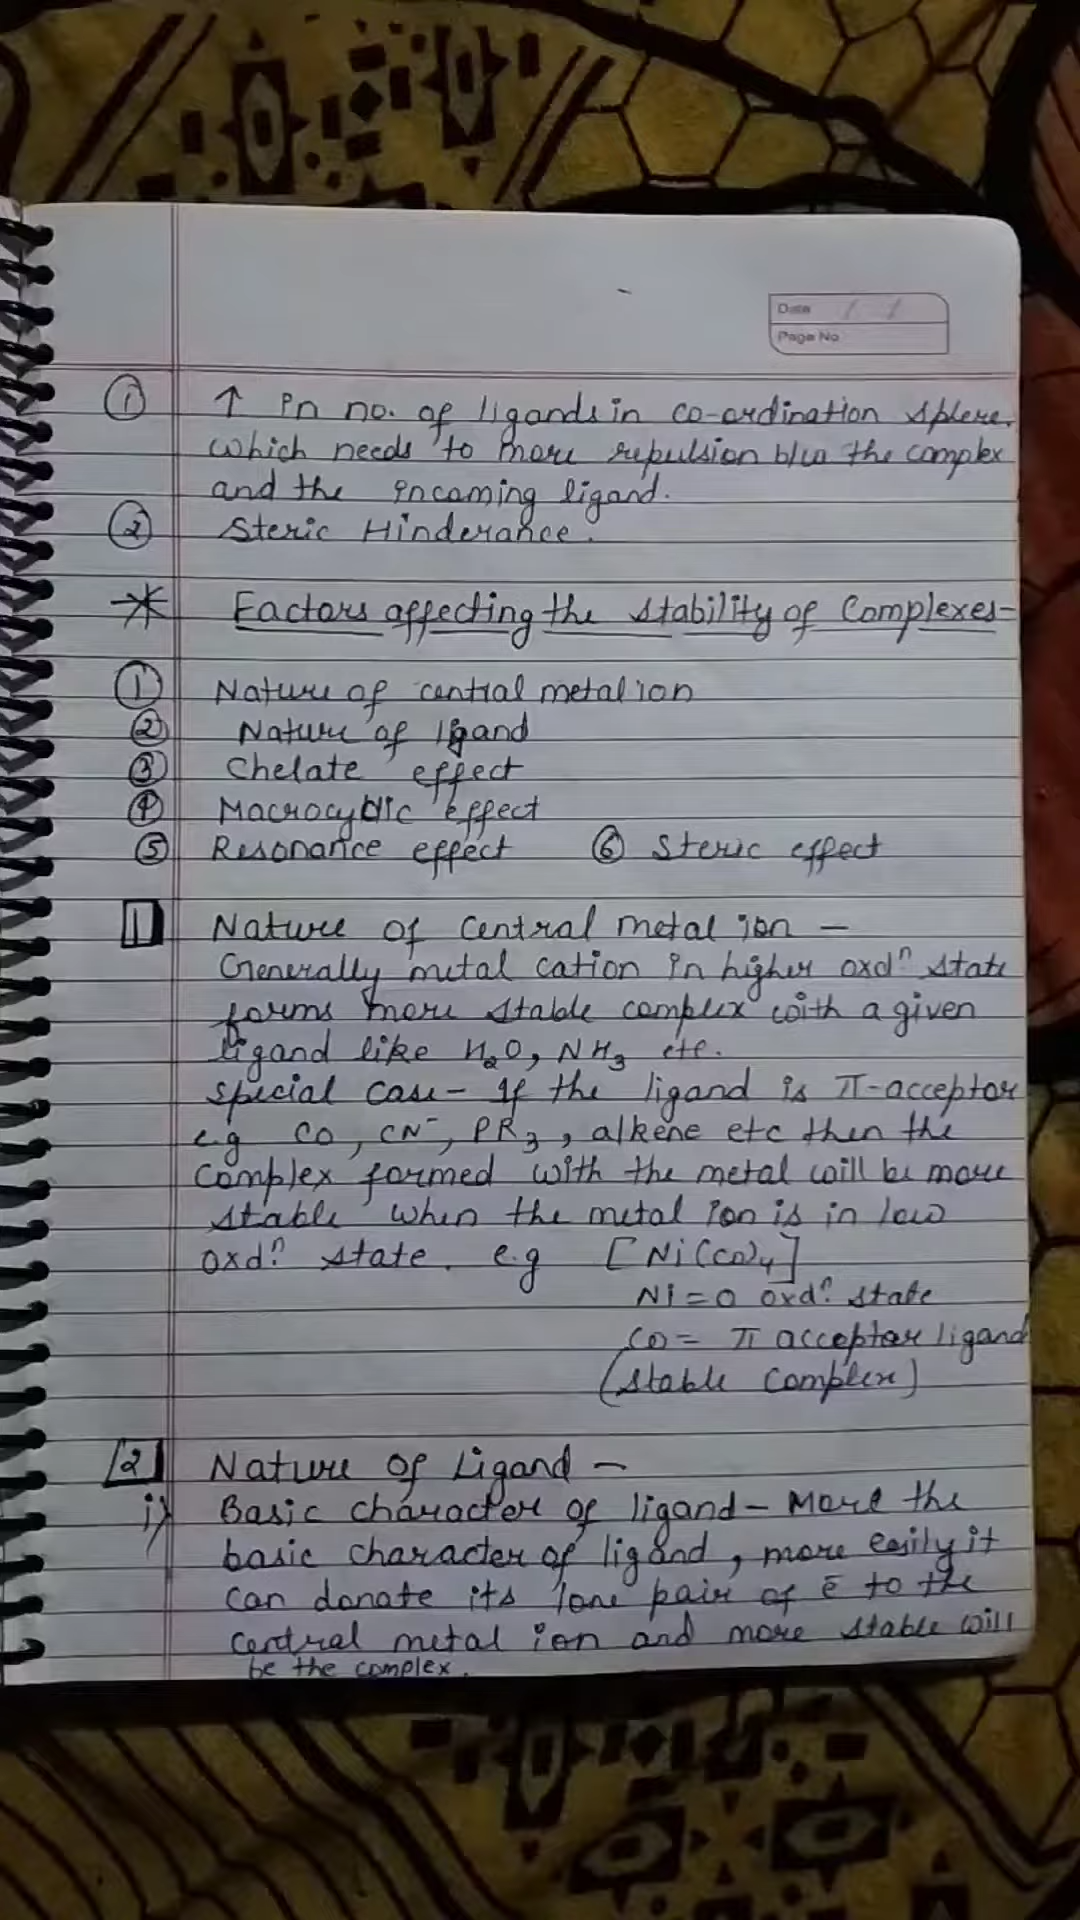 Date / /
Page No
① ↑ in no. of ligands in co-ordination sphere.
which needs to more repulsion b/w the complex
and the incoming ligand.
② Steric Hinderance.
* Factors affecting the stability of Complexes-
① Nature of central metal ion
② Nature of ligand
③ Chelate effect
④ Macrocyclic effect
⑤ Resonance effect ⑥ Steric effect
1 Nature of Central metal ion –
Generally metal cation in higher oxdⁿ state
forms more stable complex with a given
ligand like H₂O, NH₃ etc.
special case- If the ligand is π-acceptor
e.g CO, CN⁻, PR₃, alkene etc then the
complex formed with the metal will be more
stable when the metal ion is in low
oxdⁿ state. e.g [Ni(CO)₄]
Ni = 0 oxdⁿ state
CO = π acceptor ligand
(stable complex)
2 Nature of Ligand –
i) Basic character of ligand – More the
basic character of ligand, more easily it
can donate its lone pair of ē to the
central metal ion and more stable will
be the complex.